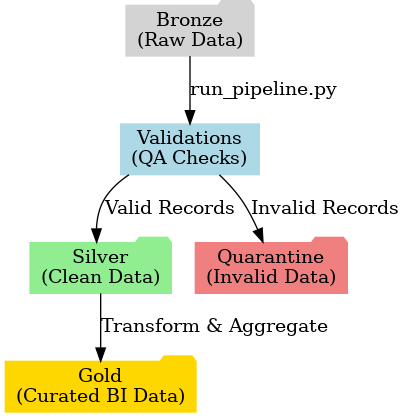 Bronze
(Raw Data)
run_pipeline.py
Validations
(QA Checks)
Valid Records
Invalid Records
Silver
(Clean Data)
Quarantine
(Invalid Data)
Transform & Aggregate
Gold
(Curated BI Data)